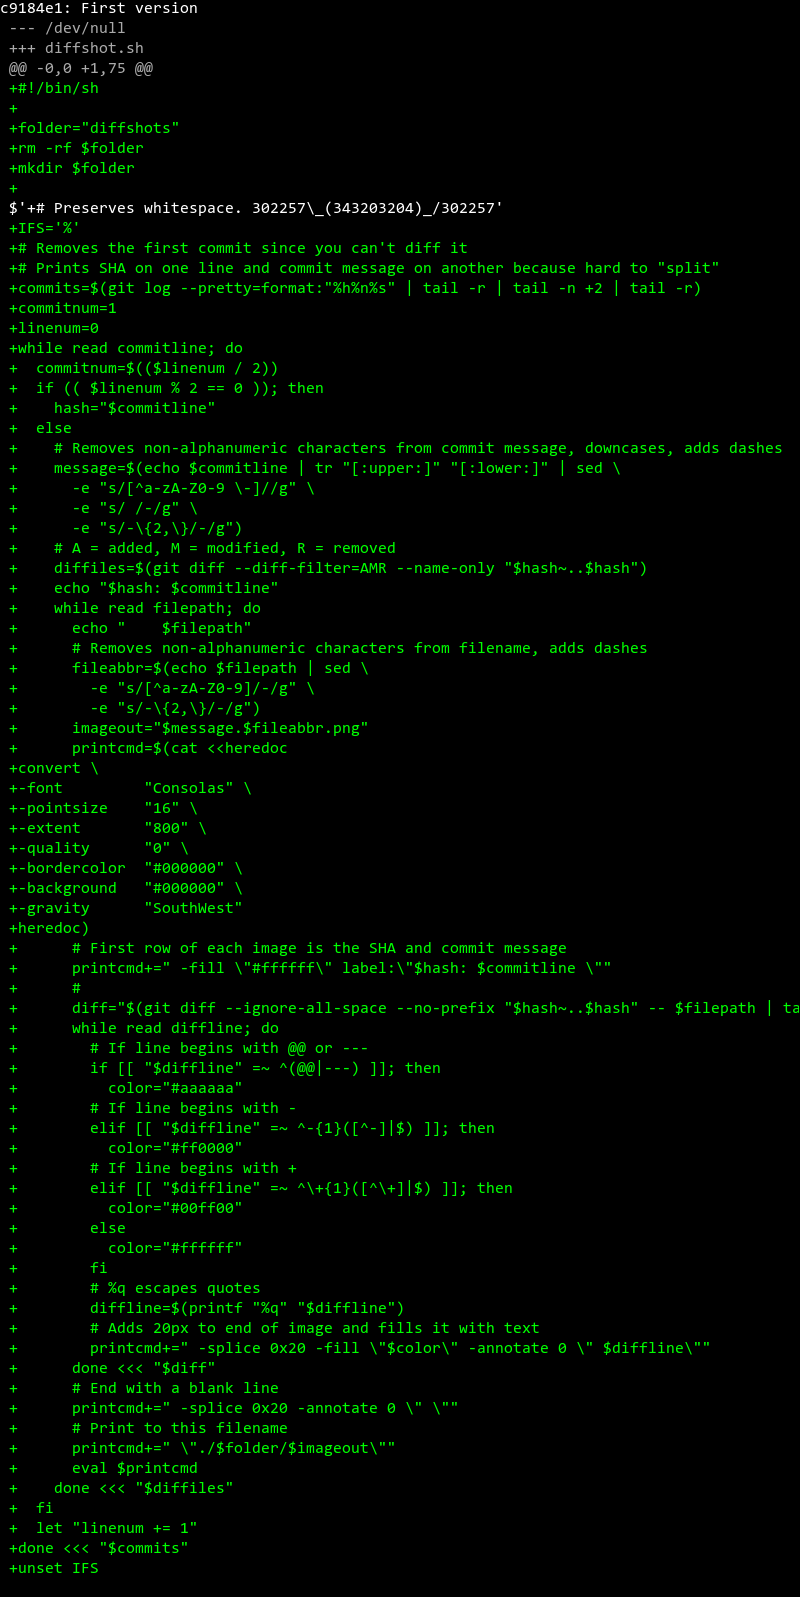 c9184e1: First version
--- /dev/null
+++ diffshot.sh
@@ -0,0 +1,75 @@
+#!/bin/sh
+
+folder="diffshots"
+rm -rf $folder
+mkdir $folder
+
$'+# Preserves whitespace. 302257\_(343203204)_/302257'
+IFS='%'
+# Removes the first commit since you can't diff it
+# Prints SHA on one line and commit message on another because hard to "split"
+commits=$(git log --pretty=format:"%h%n%s" | tail -r | tail -n +2 | tail -r)
+commitnum=1
+linenum=0
+while read commitline; do
+  commitnum=$(($linenum / 2))
+  if (( $linenum % 2 == 0 )); then
+    hash="$commitline"
+  else
+    # Removes non-alphanumeric characters from commit message, downcases, adds dashes
+    message=$(echo $commitline | tr "[:upper:]" "[:lower:]" | sed \
+      -e "s/[^a-zA-Z0-9 \-]//g" \
+      -e "s/ /-/g" \
+      -e "s/-\{2,\}/-/g")
+    # A = added, M = modified, R = removed
+    diffiles=$(git diff --diff-filter=AMR --name-only "$hash~..$hash")
+    echo "$hash: $commitline"
+    while read filepath; do
+      echo "    $filepath"
+      # Removes non-alphanumeric characters from filename, adds dashes
+      fileabbr=$(echo $filepath | sed \
+        -e "s/[^a-zA-Z0-9]/-/g" \
+        -e "s/-\{2,\}/-/g")
+      imageout="$message.$fileabbr.png"
+      printcmd=$(cat <<heredoc
+convert \
+-font         "Consolas" \
+-pointsize    "16" \
+-extent       "800" \
+-quality      "0" \
+-bordercolor  "#000000" \
+-background   "#000000" \
+-gravity      "SouthWest"
+heredoc)
+      # First row of each image is the SHA and commit message
+      printcmd+=" -fill \"#ffffff\" label:\"$hash: $commitline \""
+      #
+      diff="$(git diff --ignore-all-space --no-prefix "$hash~..$hash" -- $filepath | ta
+      while read diffline; do
+        # If line begins with @@ or ---
+        if [[ "$diffline" =~ ^(@@|---) ]]; then
+          color="#aaaaaa"
+        # If line begins with -
+        elif [[ "$diffline" =~ ^-{1}([^-]|$) ]]; then
+          color="#ff0000"
+        # If line begins with +
+        elif [[ "$diffline" =~ ^\+{1}([^\+]|$) ]]; then
+          color="#00ff00"
+        else
+          color="#ffffff"
+        fi
+        # %q escapes quotes
+        diffline=$(printf "%q" "$diffline")
+        # Adds 20px to end of image and fills it with text
+        printcmd+=" -splice 0x20 -fill \"$color\" -annotate 0 \" $diffline\""
+      done <<< "$diff"
+      # End with a blank line
+      printcmd+=" -splice 0x20 -annotate 0 \" \""
+      # Print to this filename
+      printcmd+=" \"./$folder/$imageout\""
+      eval $printcmd
+    done <<< "$diffiles"
+  fi
+  let "linenum += 1"
+done <<< "$commits"
+unset IFS